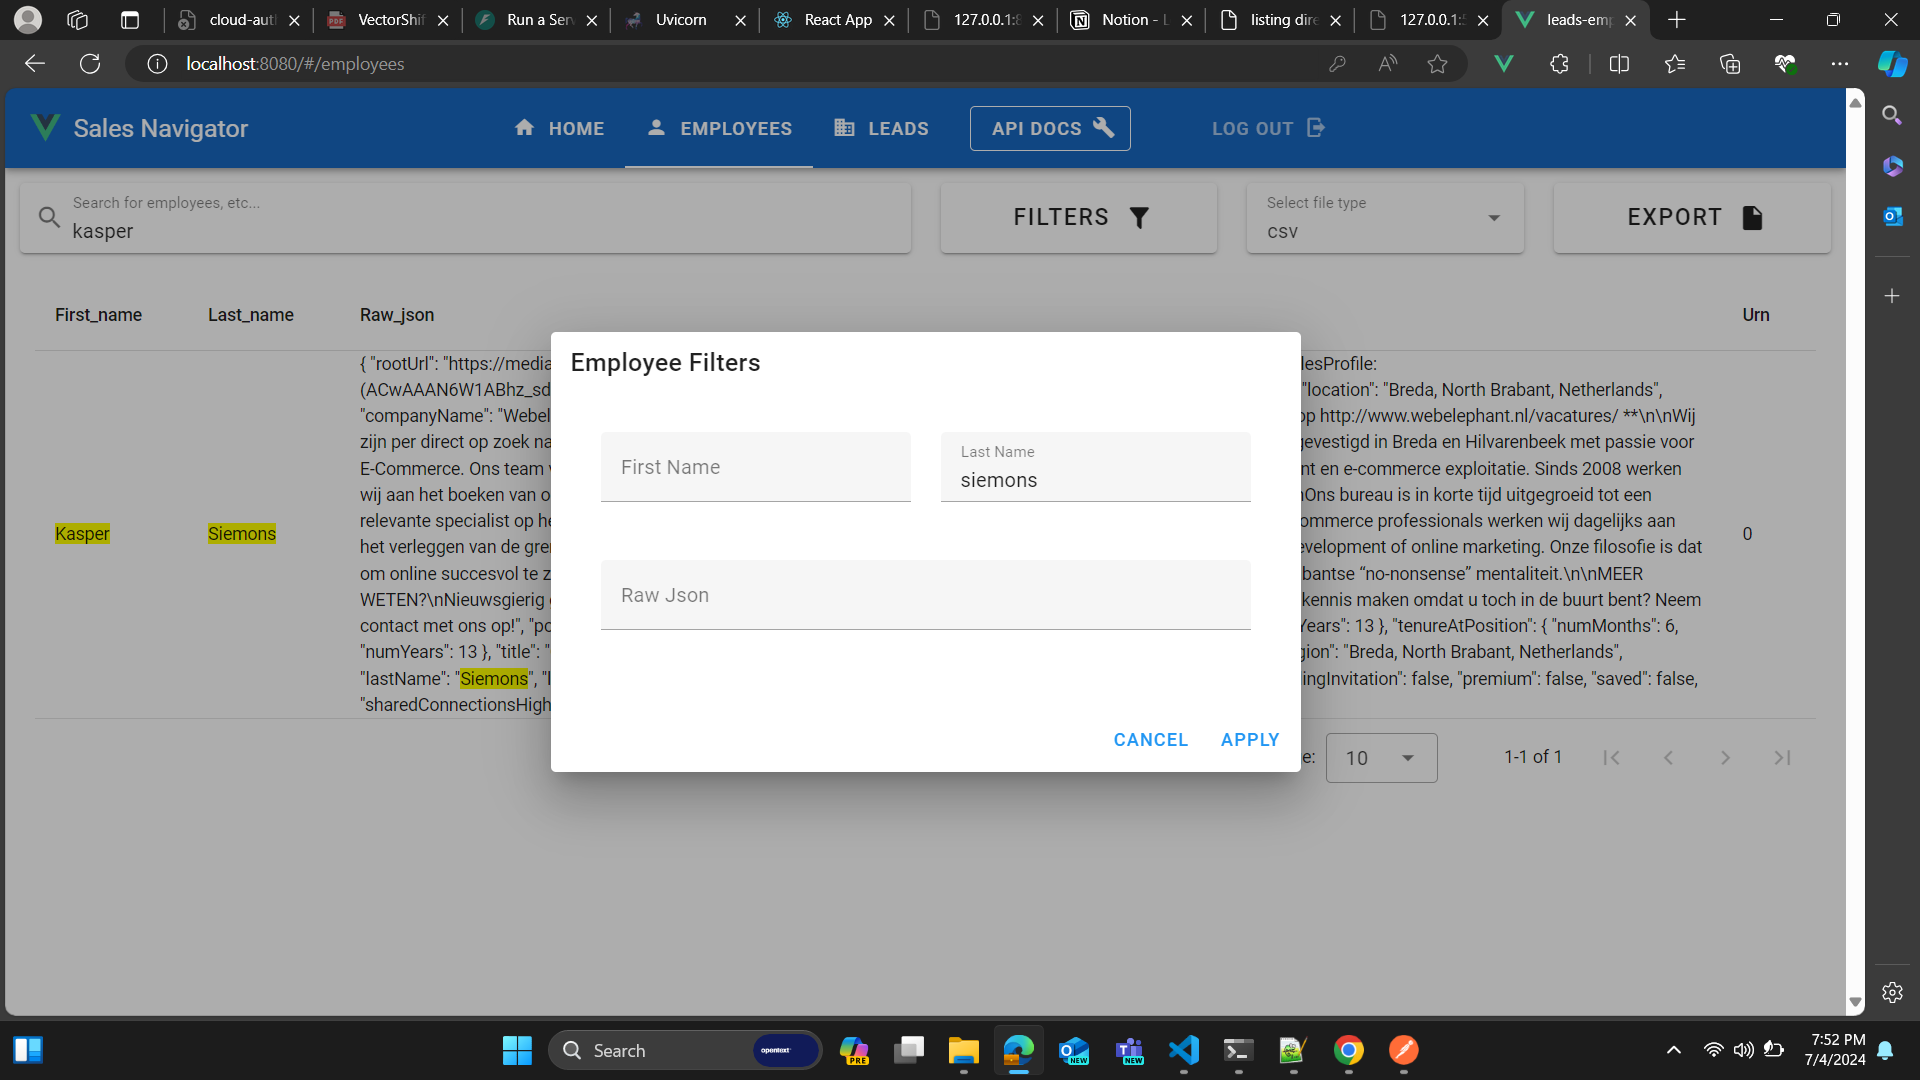 cloud-aut
VectorShif
Run a Serv
Uvicorn
React App
127.0.0.1:8
Notion - L
listing dire
127.0.0.1:5
leads-emp
localhost:8080/#/employees
Sales Navigator
HOME
EMPLOYEES
LEADS
API DOCS
LOG OUT
Search for employees, etc...
kasper
FILTERS
Select file type
csv
EXPORT
First_name
Last_name
Raw_json
Urn
Kasper
Siemons
{ "rootUrl": "https://media
lesProfile:
(ACwAAAN6W1ABhz_sd
"location": "Breda, North Brabant, Netherlands",
"companyName": "Webel
op http://www.webelephant.nl/vacatures/ **\n\nWij
zijn per direct op zoek na
gevestigd in Breda en Hilvarenbeek met passie voor
E-Commerce. Ons team
nt en e-commerce exploitatie. Sinds 2008 werken
wij aan het boeken van o
nOns bureau is in korte tijd uitgegroeid tot een
relevante specialist op he
ommerce professionals werken wij dagelijks aan
het verleggen van de gre
evelopment of online marketing. Onze filosofie is dat
om online succesvol te z
bantse “no-nonsense” mentaliteit.\n\nMEER
WETEN?\nNieuwsgierig
kennis maken omdat u toch in de buurt bent? Neem
contact met ons op!", "po
Years": 13 }, "tenureAtPosition": { "numMonths": 6,
"numYears": 13 }, "title": "
gion": "Breda, North Brabant, Netherlands",
"lastName": "Siemons", "l
ingInvitation": false, "premium": false, "saved": false,
"sharedConnectionsHigh
0
Employee Filters
First Name
Last Name
siemons
Raw Json
CANCEL
APPLY
e:
10
1-1 of 1
Search
opentext
PRE
NEW
NEW
7:52 PM
7/4/2024